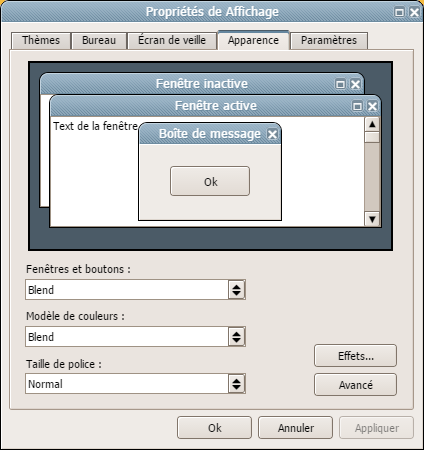 Propriétés de Affichage
Thèmes Bureau Écran de veille Apparence Paramètres
Fenêtre inactive
Fenêtre active
Text de la fenêtre
Boîte de message
Ok
Fenêtres et boutons :
Blend
Modèle de couleurs :
Blend
Effets...
Taille de police :
Normal
Avancé
Ok Annuler Appliquer